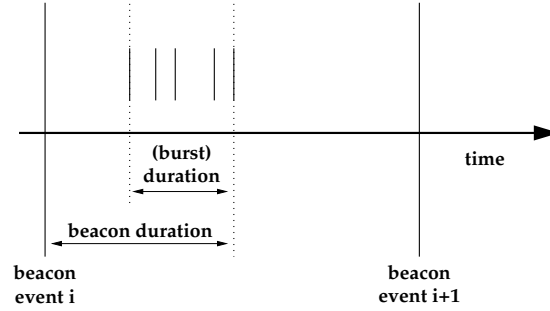 (burst)
duration
time
beacon duration
beacon
event i
beacon
event i+1